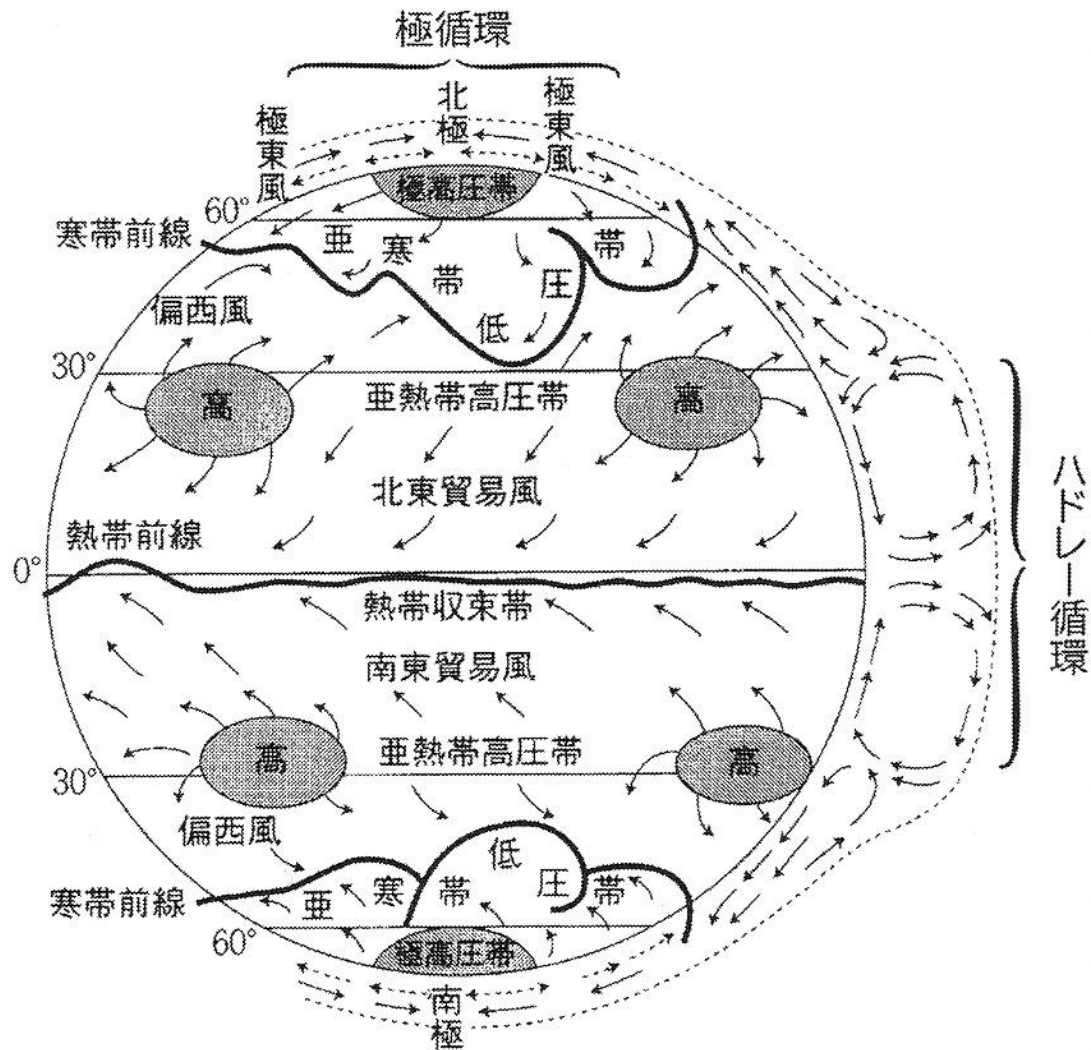 極循環
極東風
北極
極東風
極高圧帯
60°
寒帯前線
亜寒帯低圧帯
偏西風
30°
高
高
亜熱帯高圧帯
北東貿易風
熱帯前線
0°
熱帯収束帯
南東貿易風
ハドレー循環
高
高
亜熱帯高圧帯
30°
偏西風
寒帯前線
亜寒帯低圧帯
60°
極高圧帯
南極